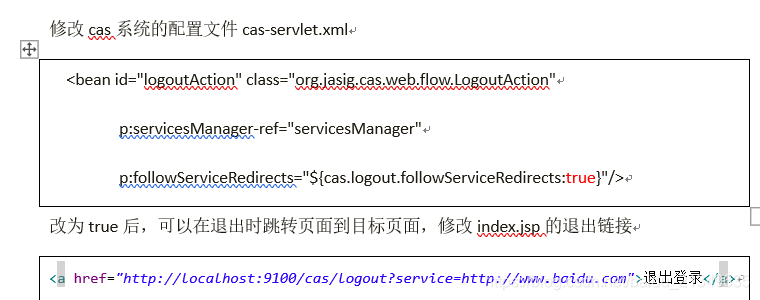 修改 cas 系统的配置文件 cas-servlet.xml
<bean id="logoutAction" class="org.jasig.cas.web.flow.LogoutAction"
p:servicesManager-ref="servicesManager"
p:followServiceRedirects="${cas.logout.followServiceRedirects:true}"/>
改为 true 后，可以在退出时跳转页面到目标页面，修改 index.jsp 的退出链接
<a href="http://localhost:9100/cas/logout?service=http://www.baidu.com">退出登录</a>